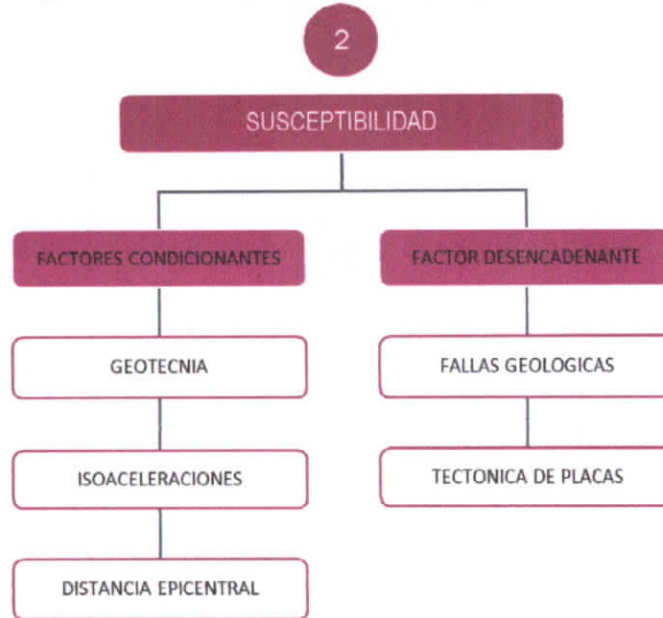 2
SUSCEPTIBILIDAD
FACTORES CONDICIONANTES
GEOTECNIA
ISOACELERACIONES
DISTANCIA EPICENTRAL
FACTOR DESENCADENANTE
FALLAS GEOLOGICAS
TECTONICA DE PLACAS